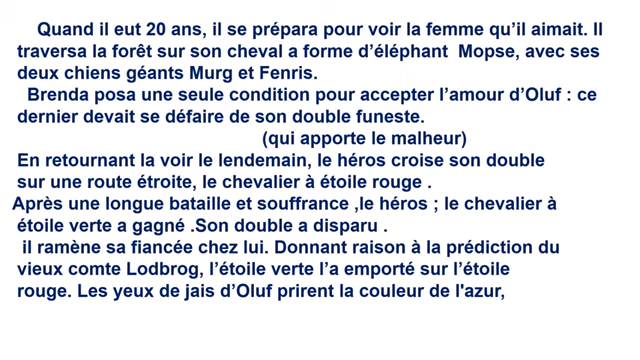 Quand il eut 20 ans, il se prépara pour voir la femme qu’il aimait. Il
traversa la forêt sur son cheval a forme d’éléphant Mopse, avec ses
deux chiens géants Murg et Fenris.
Brenda posa une seule condition pour accepter l’amour d’Oluf : ce
dernier devait se défaire de son double funeste.
(qui apporte le malheur)
En retournant la voir le lendemain, le héros croise son double
sur une route étroite, le chevalier à étoile rouge .
Après une longue bataille et souffrance ,le héros ; le chevalier à
étoile verte a gagné .Son double a disparu .
il ramène sa fiancée chez lui. Donnant raison à la prédiction du
vieux comte Lodbrog, l’étoile verte l’a emporté sur l’étoile
rouge. Les yeux de jais d’Oluf prirent la couleur de l'azur,